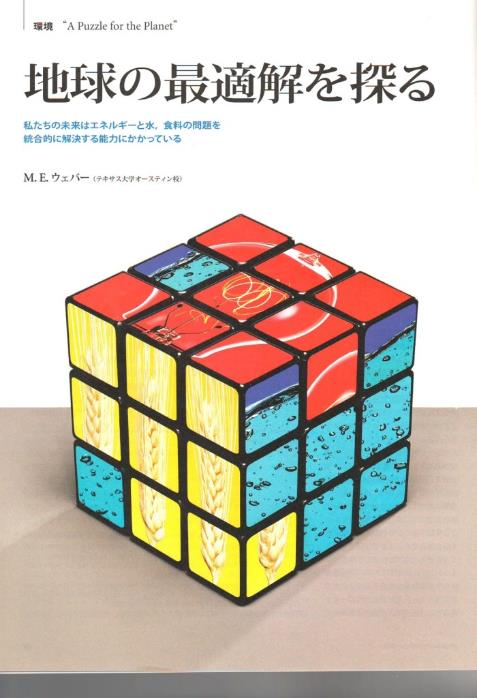 環境 “A Puzzle for the Planet”
地球の最適解を探る
私たちの未来はエネルギーと水，食料の問題を
統合的に解決する能力にかかっている
M. E. ウェバー（テキサス大学オースティン校）